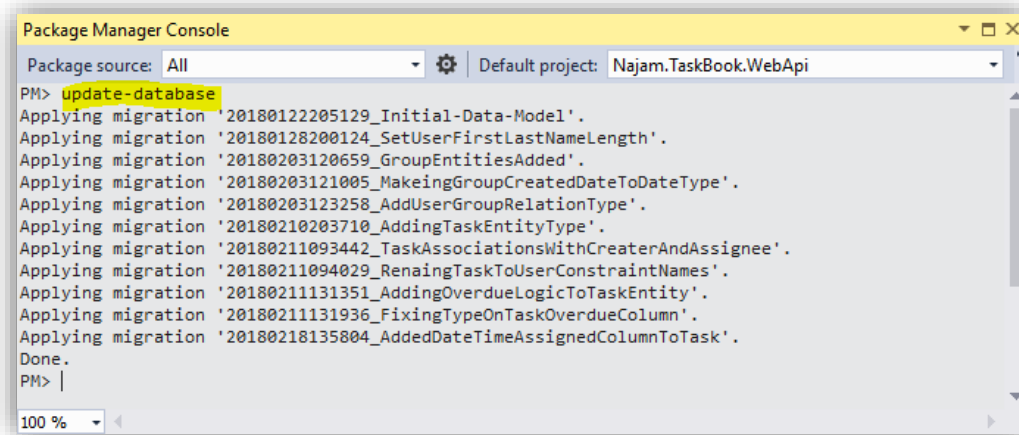 Package Manager Console
Package source: All Default project: Najam.TaskBook.WebApi
PM> update-database
Applying migration '20180122205129_Initial-Data-Model'.
Applying migration '20180128200124_SetUserFirstLastNameLength'.
Applying migration '20180203120659_GroupEntitiesAdded'.
Applying migration '20180203121005_MakeingGroupCreatedDateToDateType'.
Applying migration '20180203123258_AddUserGroupRelationType'.
Applying migration '20180210203710_AddingTaskEntityType'.
Applying migration '20180211093442_TaskAssociationsWithCreaterAndAssignee'.
Applying migration '20180211094029_RenaingTaskToUserConstraintNames'.
Applying migration '20180211131351_AddingOverdueLogicToTaskEntity'.
Applying migration '20180211131936_FixingTypeOnTaskOverdueColumn'.
Applying migration '20180218135804_AddedDateTimeAssignedColumnToTask'.
Done.
PM>
100 %